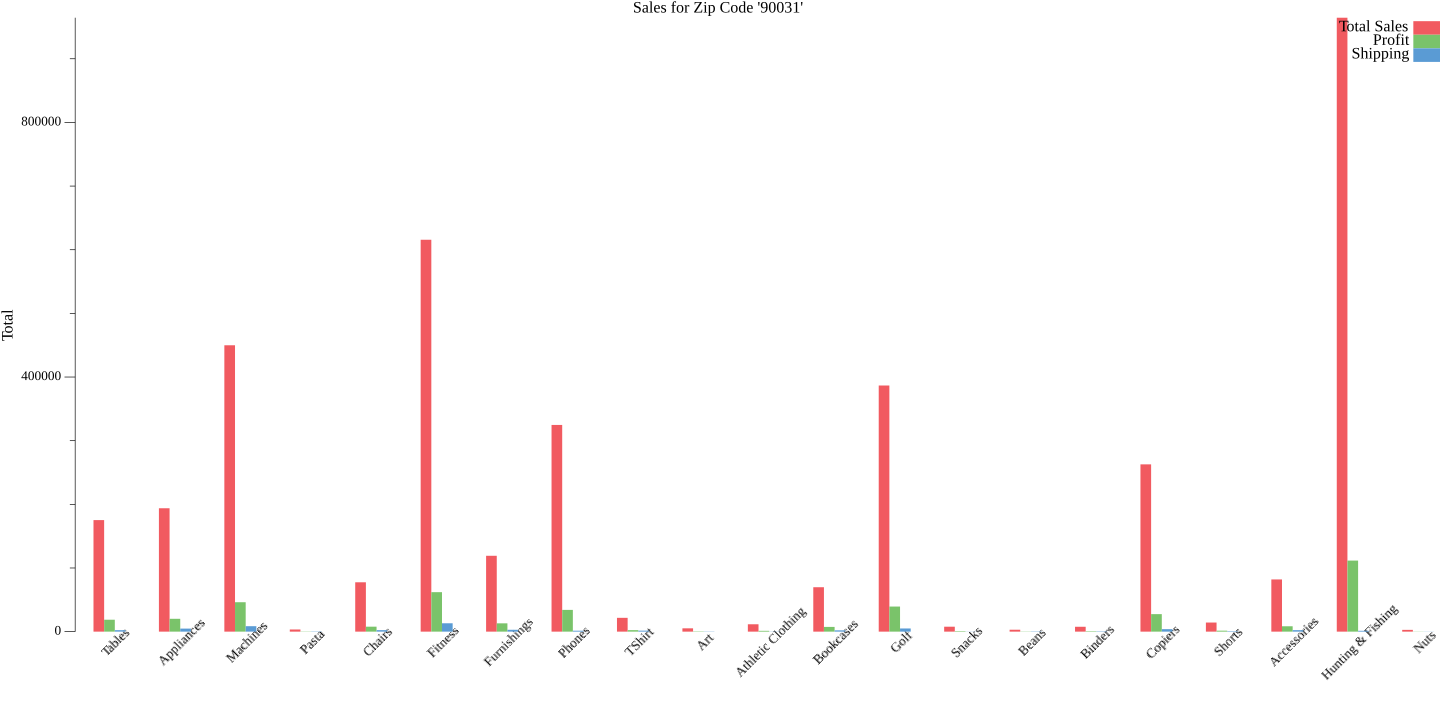 Sales for Zip Code '90031'
Total Sales
Profit
Shipping
800000
400000
0
Total
Tables
Appliances
Machines
Pasta
Chairs
Fitness
Furnishings
Phones
TShirt
Art
Athletic Clothing
Bookcases
Golf
Snacks
Beans
Binders
Copiers
Shorts
Accessories
Hunting & Fishing
Nuts